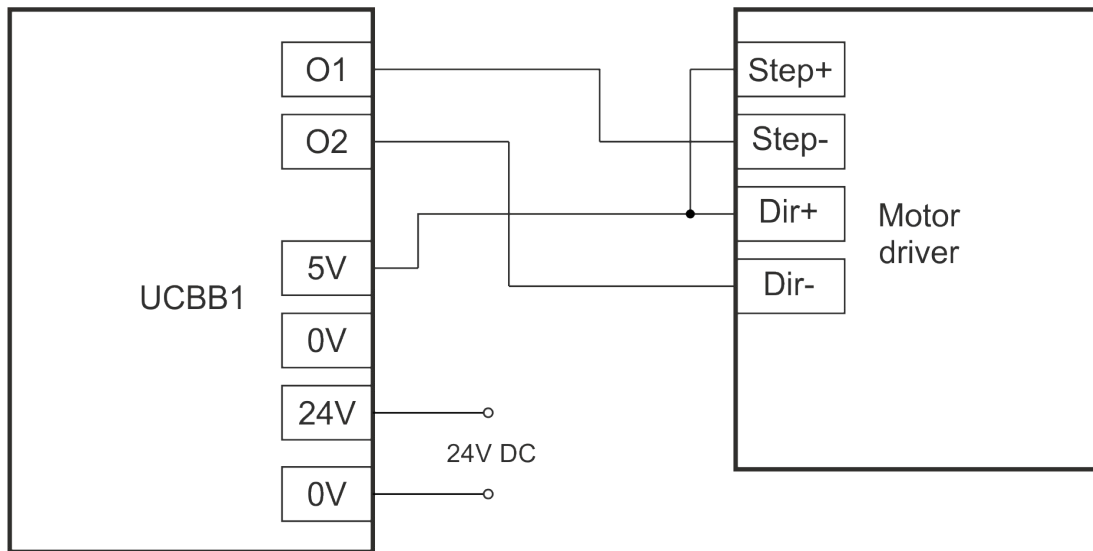 O1
O2
5V
0V
24V
0V
UCBB1
24V DC
Step+
Step-
Dir+
Dir-
Motor
driver